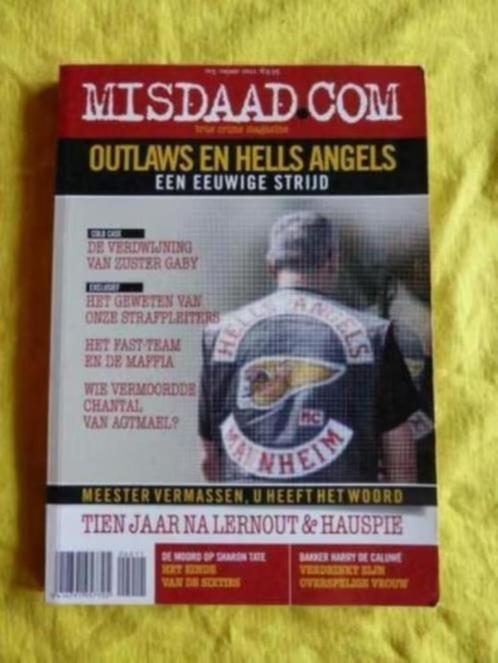 MISDAAD.COM
true crime magazine
OUTLAWS EN HELLS ANGELS
EEN EEUWIGE STRIJD
COLD CASE
DE VERDWIJNING
VAN ZUSTER GABY
EXCLUSIEF
HET GEWETEN VAN
ONZE STRAFPLEITERS
HET FAST-TEAM
EN DE MAFFIA
WIE VERMOORDDE
CHANTAL
VAN AGTMAEL?
HELLS ANGELS
MC
MANNHEIM
MEESTER VERMASSEN, U HEEFT HET WOORD
TIEN JAAR NA LERNOUT & HAUSPIE
DE MOORD OP SHARON TATE
HET EINDE
VAN DE SIXTIES
BAKKER HARRY DE CALUWÉ
VERDRINKT ZIJN
OVERSPELIGE VROUW